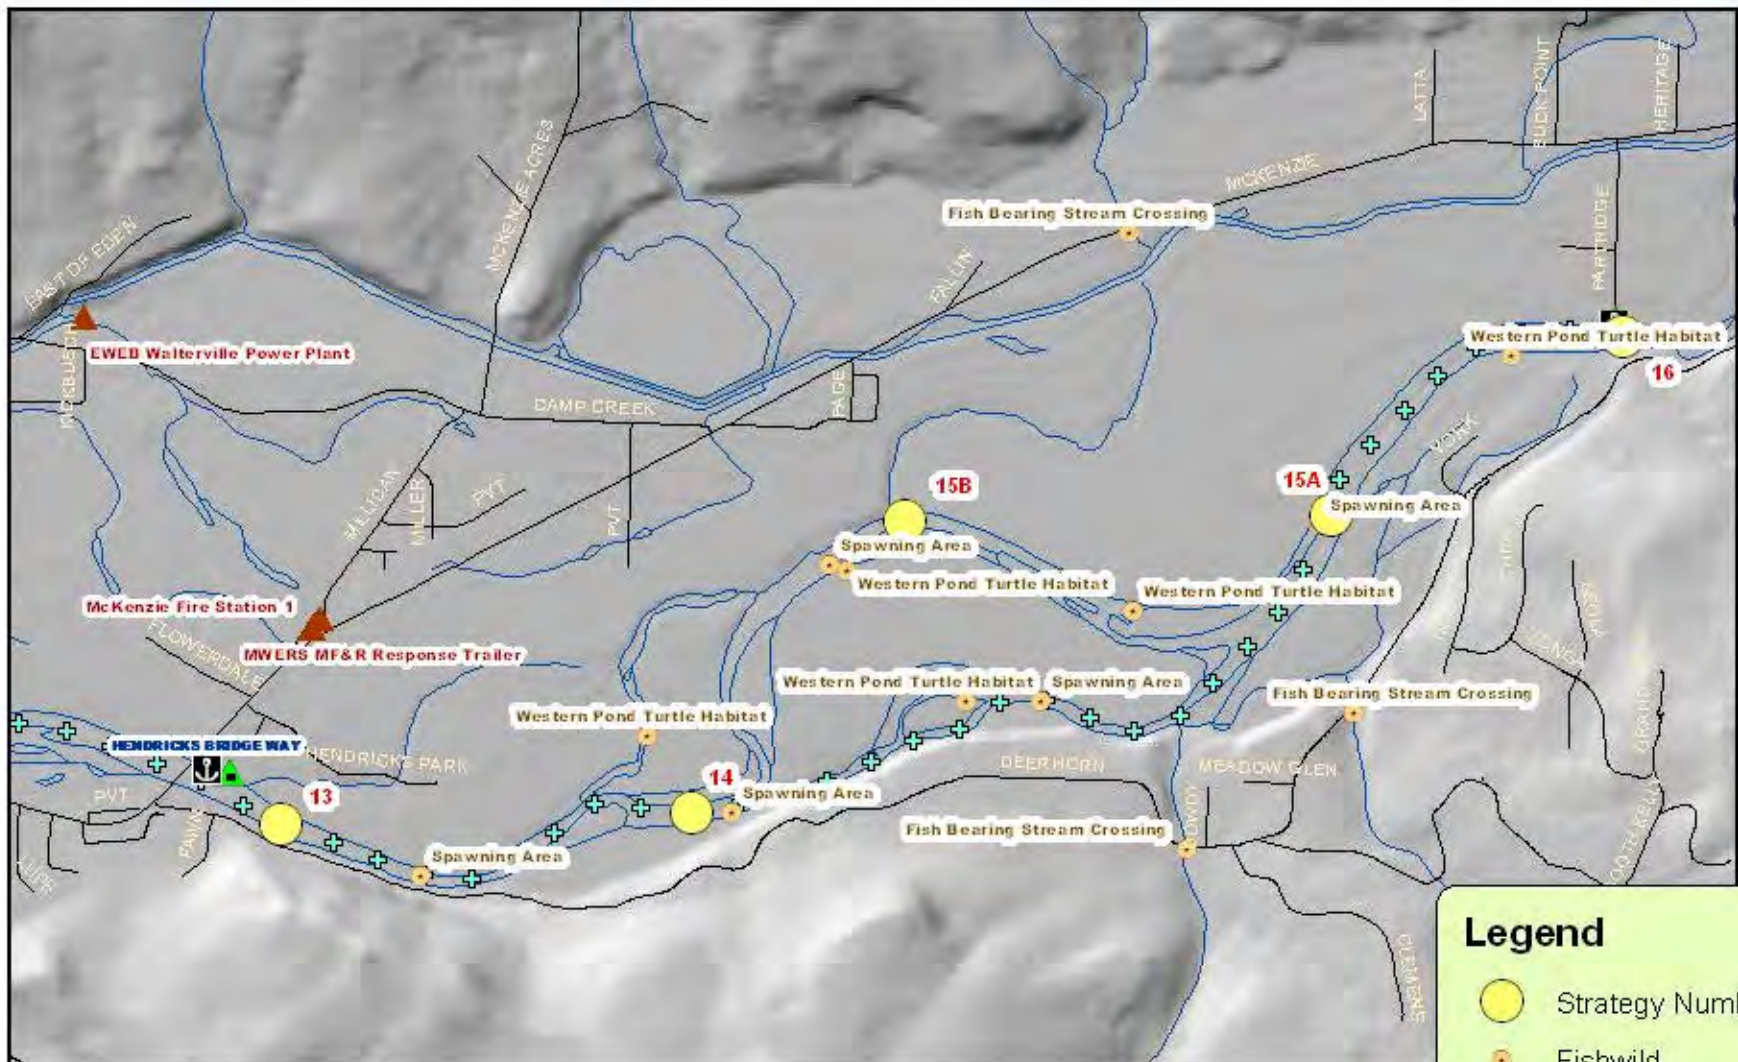 LATTA
BUCK POINT
HERITAGE
MCKENZIE ACRES
MCKENZIE
PARTRIDGE
Fish Bearing Stream Crossing
EAST OF EDEN
FALLIN
Western Pond Turtle Habitat
16
EWEB Walterville Power Plant
CAMP CREEK
PAGE
YORK
MILLICAN
MILLER
PVT
PVT
15B
15A
Spawning Area
Spawning Area
Western Pond Turtle Habitat
Western Pond Turtle Habitat
McKenzie Fire Station 1
MWERS MF&R Response Trailer
FLOWERDALE
Western Pond Turtle Habitat
Spawning Area
Fish Bearing Stream Crossing
Western Pond Turtle Habitat
HENDRICKS BRIDGE WAY
HENDRICKS PARK
DEERHORN
MEADOW GLEN
PVT
13
14
Spawning Area
Fish Bearing Stream Crossing
Spawning Area
CLEMENS
Legend
Strategy Num
Fishwild